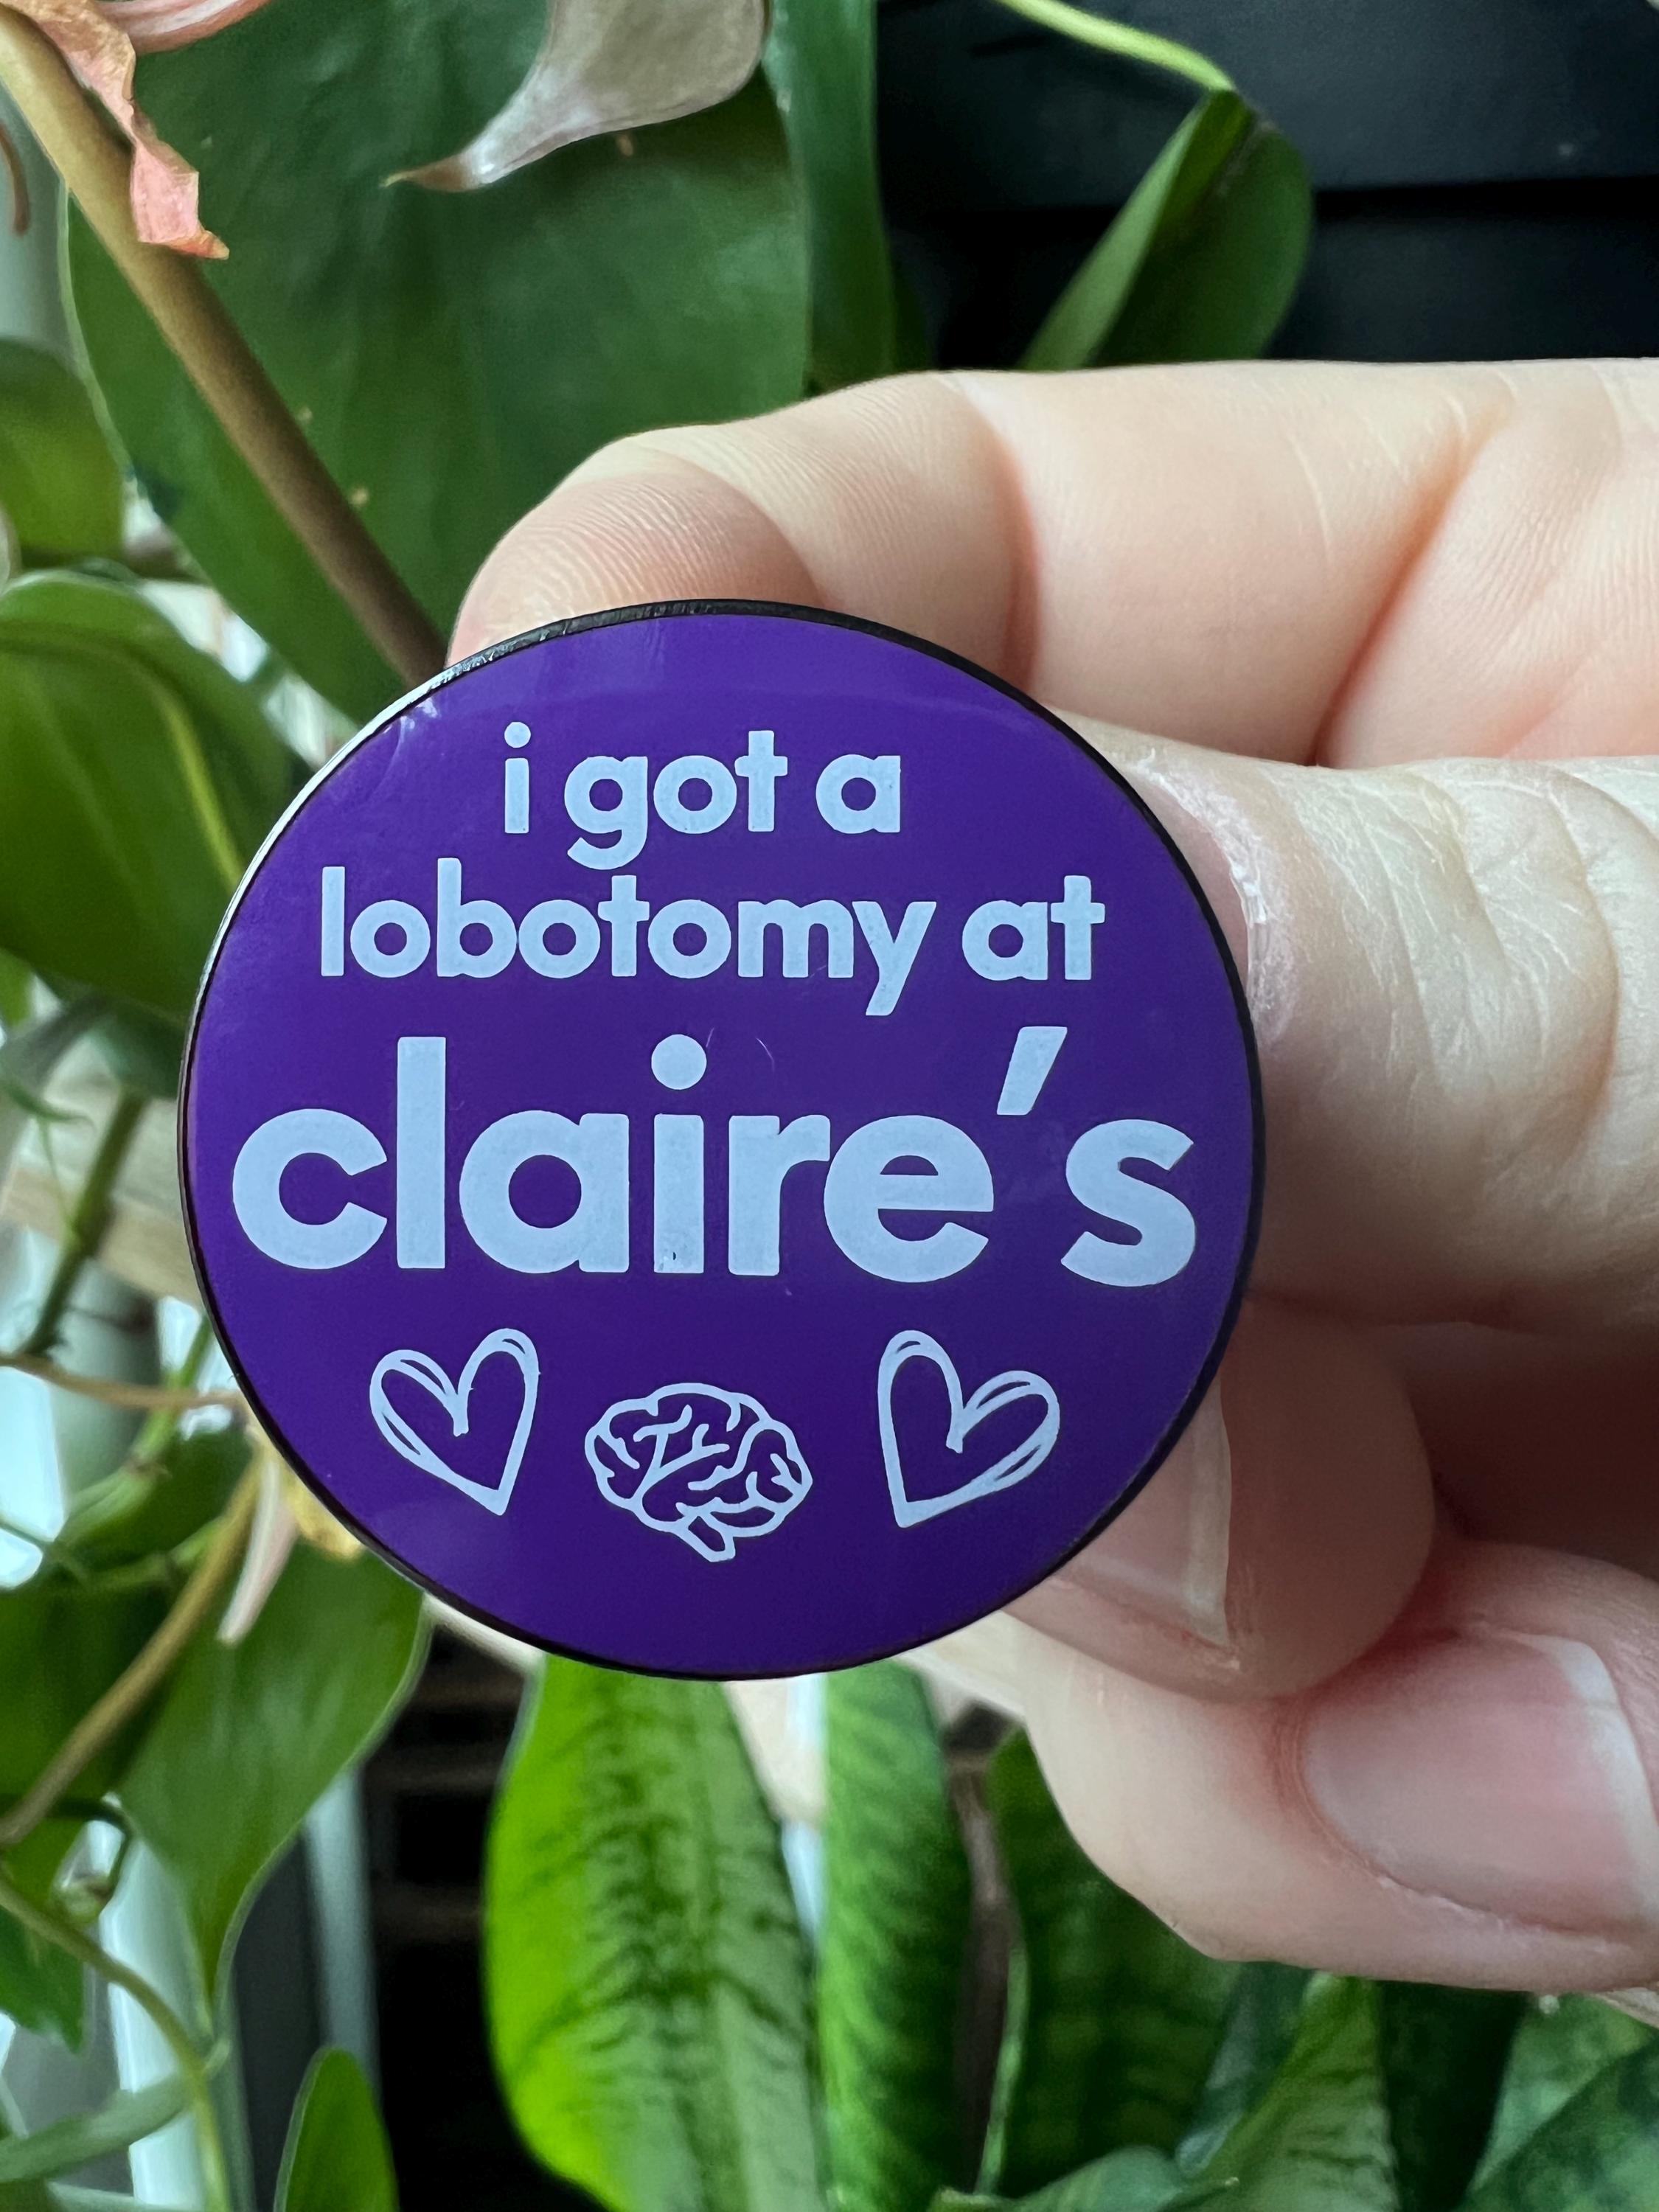 i got a
lobotomy at
claire's